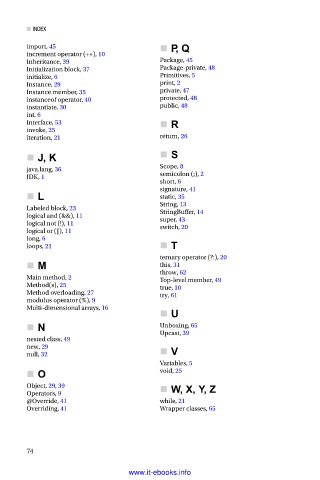 INDEX
import, 45
increment operator (++), 10
Inheritance, 39
Initialization block, 37
initialize, 6
Instance, 29
Instance member, 35
instanceof operator, 40
instantiate, 30
int, 6
Interface, 53
invoke, 25
iteration, 21
J, K
java.lang, 36
JDK, 1
L
Labeled block, 23
logical and (&&), 11
logical not (!), 11
logical or (||), 11
long, 6
loops, 21
M
Main method, 2
Method(s), 25
Method overloading, 27
modulus operator (%), 9
Multi-dimensional arrays, 16
N
nested class, 49
new, 29
null, 32
O
Object, 29, 39
Operators, 9
@Override, 41
Overriding, 41
P, Q
Package, 45
Package-private, 48
Primitives, 5
print, 2
private, 47
protected, 48
public, 48
R
return, 26
S
Scope, 8
semicolon (;), 2
short, 6
signature, 41
static, 35
String, 13
StringBuffer, 14
super, 43
switch, 20
T
ternary operator (?:), 20
this, 31
throw, 62
Top-level member, 49
true, 10
try, 61
U
Unboxing, 65
Upcast, 39
V
Variables, 5
void, 25
W, X, Y, Z
while, 21
Wrapper classes, 65
74
www.it-ebooks.info